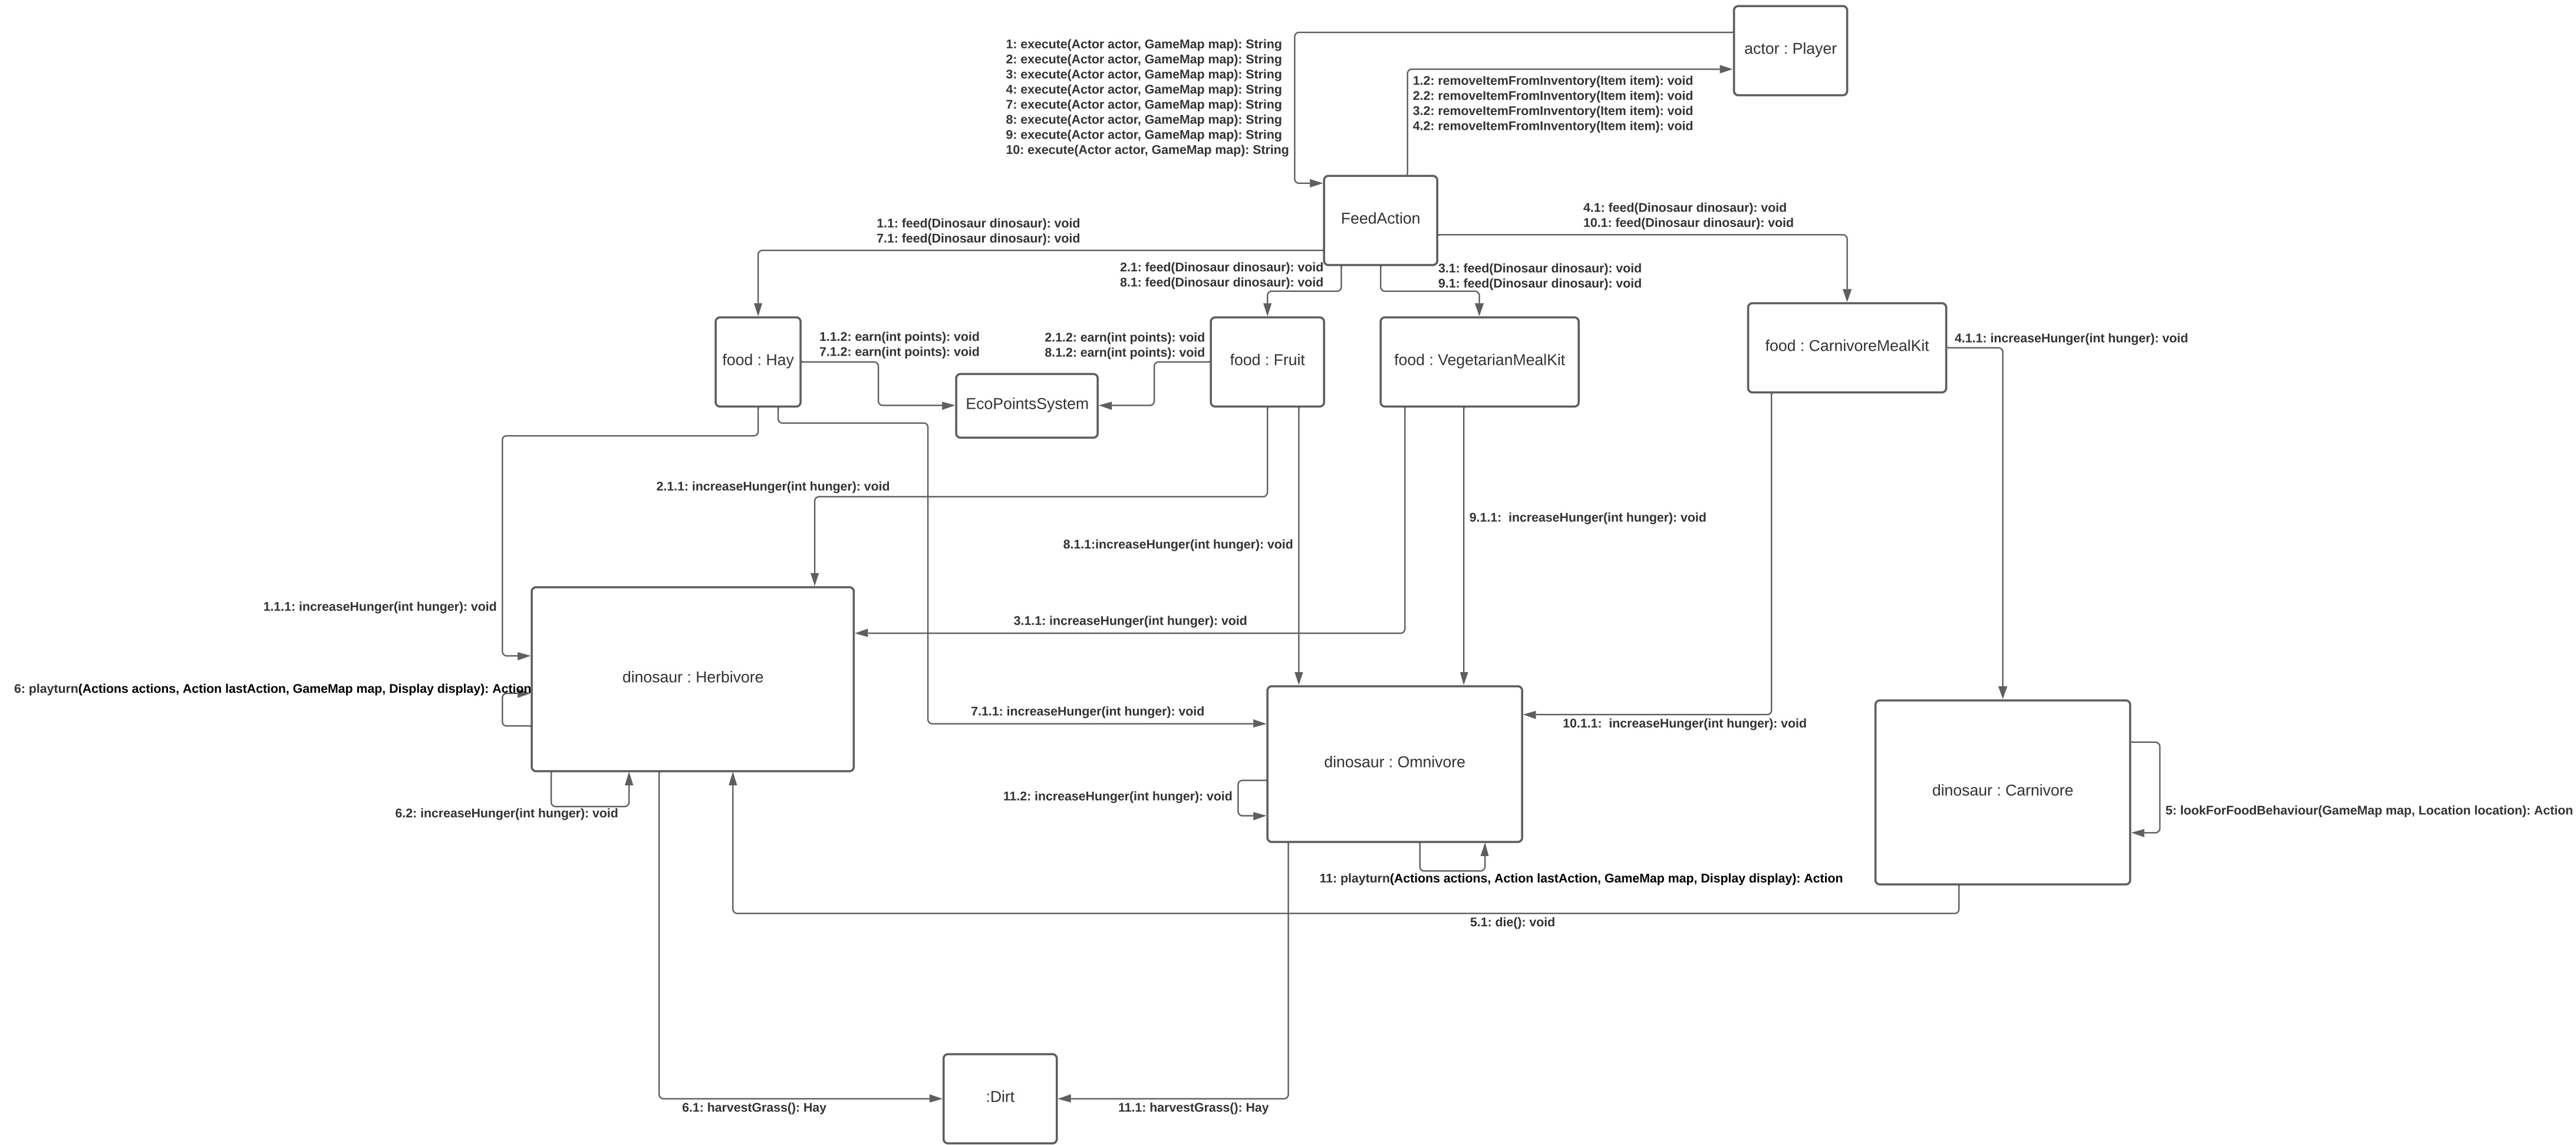 actor : Player
1: execute(Actor actor, GameMap map): String
2: execute(Actor actor, GameMap map): String
3: execute(Actor actor, GameMap map): String
4: execute(Actor actor, GameMap map): String
7: execute(Actor actor, GameMap map): String
8: execute(Actor actor, GameMap map): String
9: execute(Actor actor, GameMap map): String
10: execute(Actor actor, GameMap map): String
1.2: removeItemFromInventory(Item item): void
2.2: removeItemFromInventory(Item item): void
3.2: removeItemFromInventory(Item item): void
4.2: removeItemFromInventory(Item item): void
FeedAction
1.1: feed(Dinosaur dinosaur): void
7.1: feed(Dinosaur dinosaur): void
4.1: feed(Dinosaur dinosaur): void
10.1: feed(Dinosaur dinosaur): void
2.1: feed(Dinosaur dinosaur): void
8.1: feed(Dinosaur dinosaur): void
3.1: feed(Dinosaur dinosaur): void
9.1: feed(Dinosaur dinosaur): void
food : Hay
1.1.2: earn(int points): void
7.1.2: earn(int points): void
2.1.2: earn(int points): void
8.1.2: earn(int points): void
food : Fruit
food : VegetarianMealKit
food : CarnivoreMealKit
4.1.1: increaseHunger(int hunger): void
EcoPointsSystem
2.1.1: increaseHunger(int hunger): void
9.1.1:  increaseHunger(int hunger): void
8.1.1:increaseHunger(int hunger): void
1.1.1: increaseHunger(int hunger): void
3.1.1: increaseHunger(int hunger): void
dinosaur : Herbivore
6: playturn(Actions actions, Action lastAction, GameMap map, Display display): Action
7.1.1: increaseHunger(int hunger): void
10.1.1:  increaseHunger(int hunger): void
dinosaur : Omnivore
dinosaur : Carnivore
11.2: increaseHunger(int hunger): void
5: lookForFoodBehaviour(GameMap map, Location location): Action
6.2: increaseHunger(int hunger): void
11: playturn(Actions actions, Action lastAction, GameMap map, Display display): Action
5.1: die(): void
:Dirt
6.1: harvestGrass(): Hay
11.1: harvestGrass(): Hay